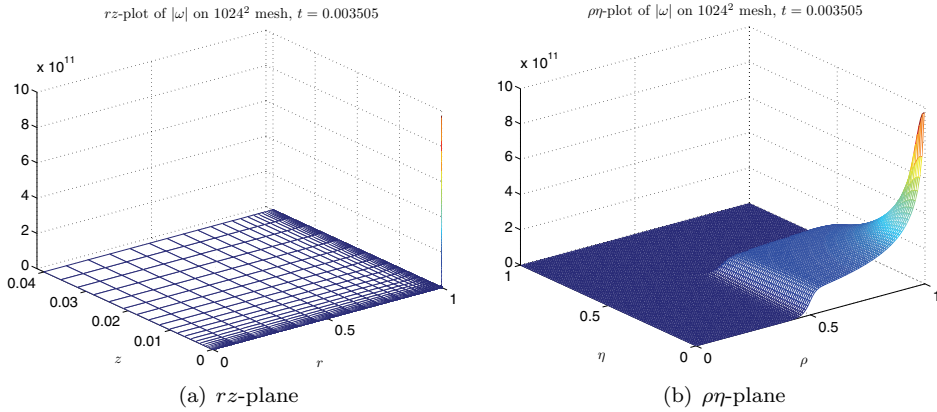 rz-plot of |ω| on 1024² mesh, t = 0.003505
x 10¹¹
10
8
6
4
2
0
0.04
0.03
0.02
0.01
0
z
0
0.5
1
r
(a) rz-plane
ρη-plot of |ω| on 1024² mesh, t = 0.003505
x 10¹¹
10
8
6
4
2
0
1
0.5
0
η
0
0.5
1
ρ
(b) ρη-plane